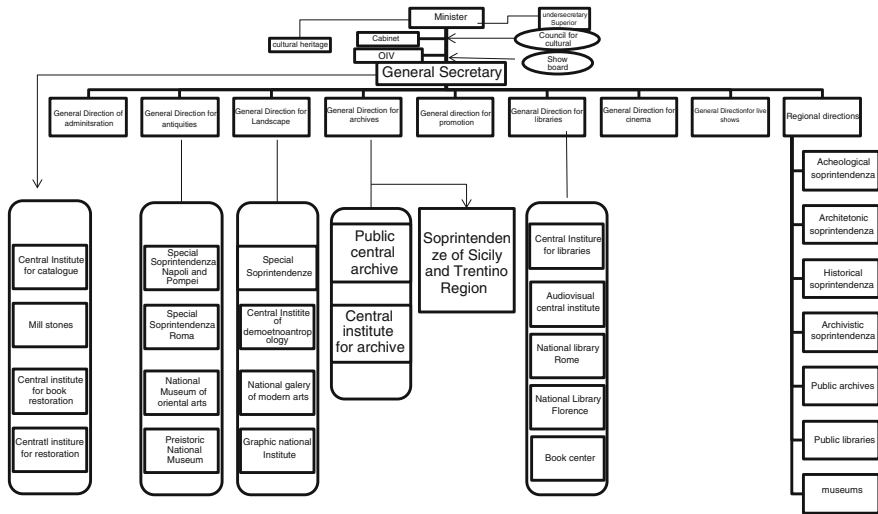 Minister
undersecretary
Superior
cultural heritage
Cabinet
Council for
cultural
OIV
Show
board
General Secretary
General Direction of
adminitsration
General Direction for
antiquities
General Direction for
Landscape
General Direction for
archives
General direction for
promotion
General Direction for
libraries
General Direction for
cinema
General Directionfor live
shows
Regional directions
Central Institute
for catalogue
Mill stones
Central institute
for book
restoration
Centratl institure
for restoration
Special
Soprintendenza
Napoli and
Pompei
Special
Soprintendenza
Roma
National
Museum of
oriental arts
Preistoric
National
Museum
Special
Soprintendenze
Central Institite
of
demoetnoantrop
ology
National galery
of modern arts
Graphic national
Institute
Public
central
archive
Central
institute
for archive
Soprintenden
ze of Sicily
and Trentino
Region
Central Institure
for libraries
Audiovisual
central institute
National library
Rome
National Library
Florence
Book center
Acheological
soprintendenza
Architetonic
soprintendenza
Historical
soprintendenza
Archivistic
soprintendenza
Public archives
Public libraries
museums